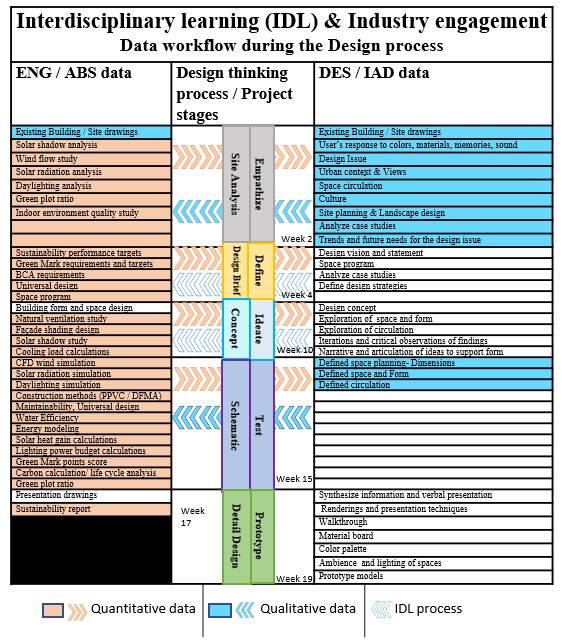 Interdisciplinary learning (IDL) & Industry engagement
Data workflow during the Design process
ENG / ABS data
Design thinking
process / Project
stages
DES / IAD data
Existing Building / Site drawings
Solar shadow analysis
Wind flow study
Solar radiation analysis
Daylighting analysis
Green plot ratio
Indoor environment quality study
Sustainability performance targets
Green Mark requirements and targets
BCA requirements
Universal design
Space program
Building form and space design
Natural ventilation study
Façade shading design
Solar shadow study
Cooling load calculations
CFD wind simulation
Solar radiation simulation
Daylighting simulation
Construction methods (PPVC / DFMA)
Maintainability, Universal design
Water Efficiency
Energy modeling
Solar heat gain calculations
Lighting power budget calculations
Green Mark points score
Carbon calculation/ life cycle analysis
Green plot ratio
Presentation drawings
Sustainability report
Site Analysis
Empathize
Week 2
Design Brief
Define
Week 4
Concept
Ideate
Week 10
Schematic
Test
Week 15
Week
17
Detail Design
Prototype
Week 19
Existing Building / Site drawings
User's response to colors, materials, memories, sound
Design Issue
Urban context & Views
Space circulation
Culture
Site planning & Landscape design
Analyze case studies
Trends and future needs for the design issue
Design vision and statement
Space program
Analyze case studies
Define design strategies
Design concept
Exploration of space and form
Exploration of circulation
Iterations and critical observations of findings
Narrative and articulation of ideas to support form
Defined space planning- Dimensions
Defined space and Form
Defined circulation
Synthesize information and verbal presentation
Renderings and presentation techniques
Walkthrough
Material board
Color palette
Ambience and lighting of spaces
Prototype models
Quantitative data
Qualitative data
IDL process